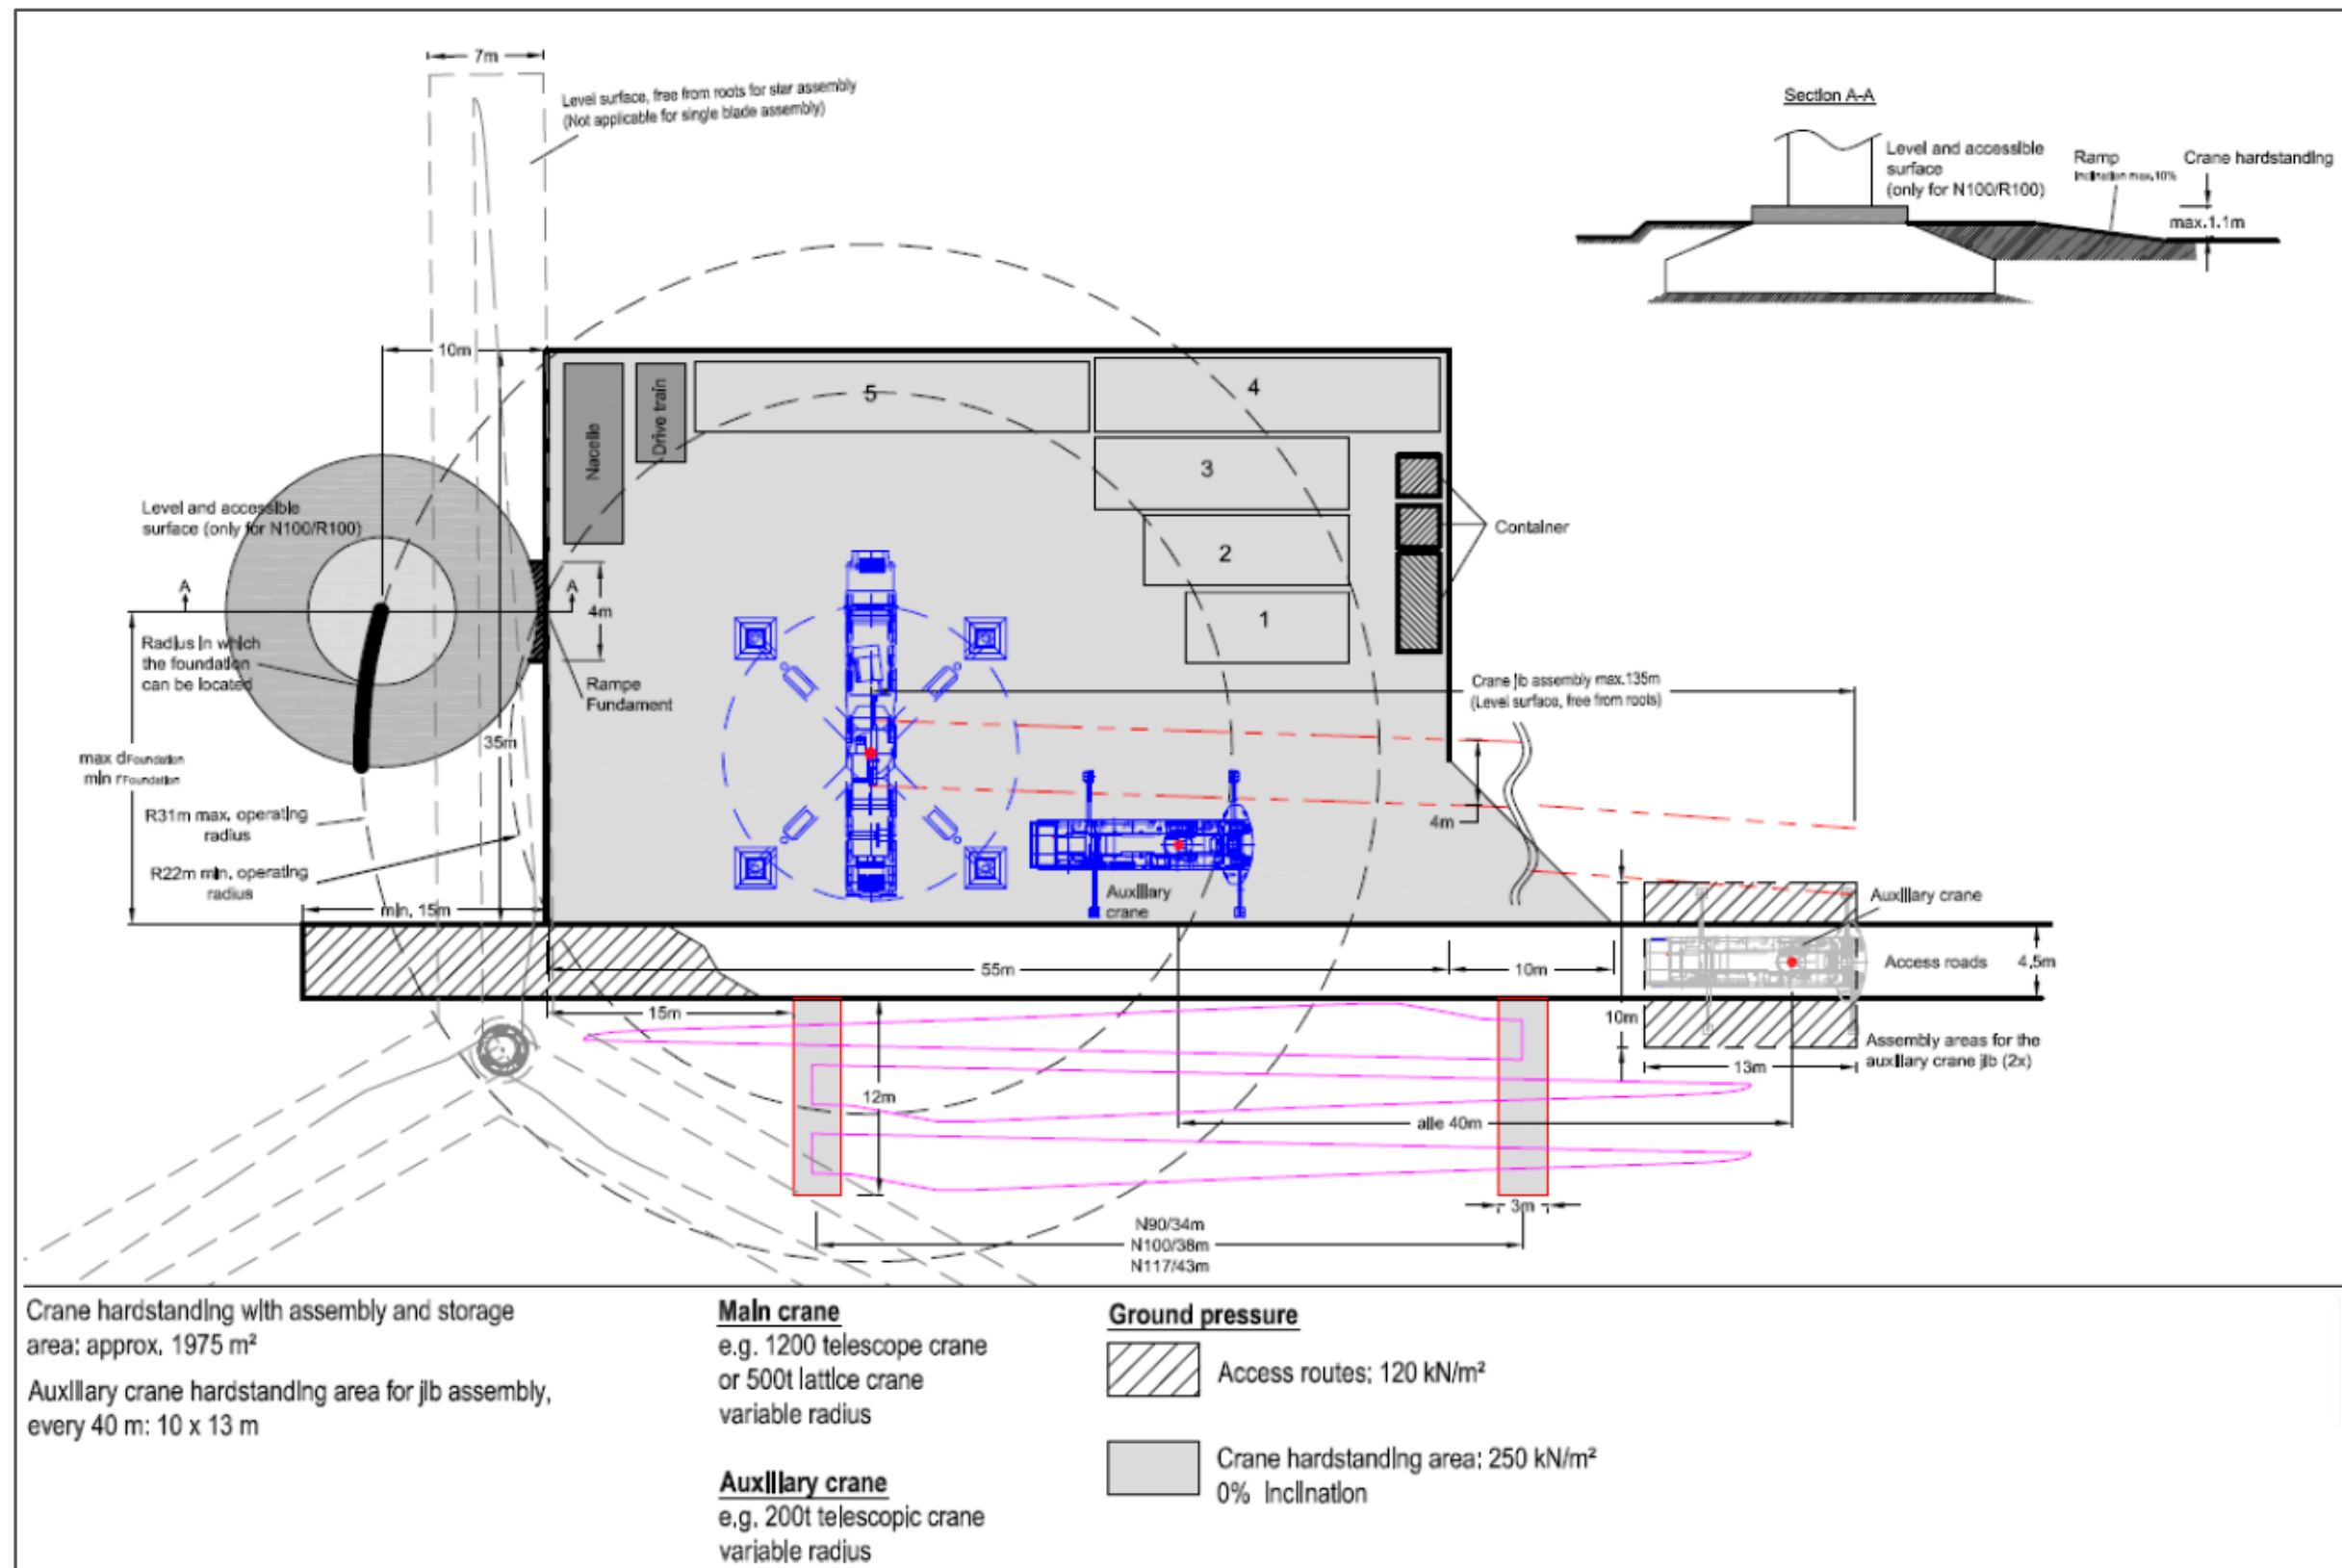 7m
Level surface, free from roots for star assembly
(Not applicable for single blade assembly)
Section A-A
Level and accessible
surface
(only for N100/R100)
Ramp
Inclination max.10%
Crane hardstanding
max.1.1m
10m
Nacelle
Drive train
5
4
3
2
1
Container
Level and accessible
surface (only for N100/R100)
A
A
4m
Radius in which
the foundation
can be located
Rampe
Fundament
Crane jib assembly max.135m
(Level surface, free from roots)
35m
max dFoundation
min rFoundation
R31m max. operating
radius
R22m min. operating
radius
4m
Auxiliary
crane
min. 15m
Auxiliary crane
55m
10m
Access roads
4.5m
15m
10m
Assembly areas for the
auxiliary crane jib (2x)
13m
12m
alle 40m
3m
N90/34m
N100/38m
N117/43m
Crane hardstanding with assembly and storage
area: approx. 1975 m²
Auxiliary crane hardstanding area for jib assembly,
every 40 m: 10 x 13 m
Main crane
e.g. 1200 telescope crane
or 500t lattice crane
variable radius
Auxiliary crane
e.g. 200t telescopic crane
variable radius
Ground pressure
Access routes; 120 kN/m²
Crane hardstanding area; 250 kN/m²
0% Inclination